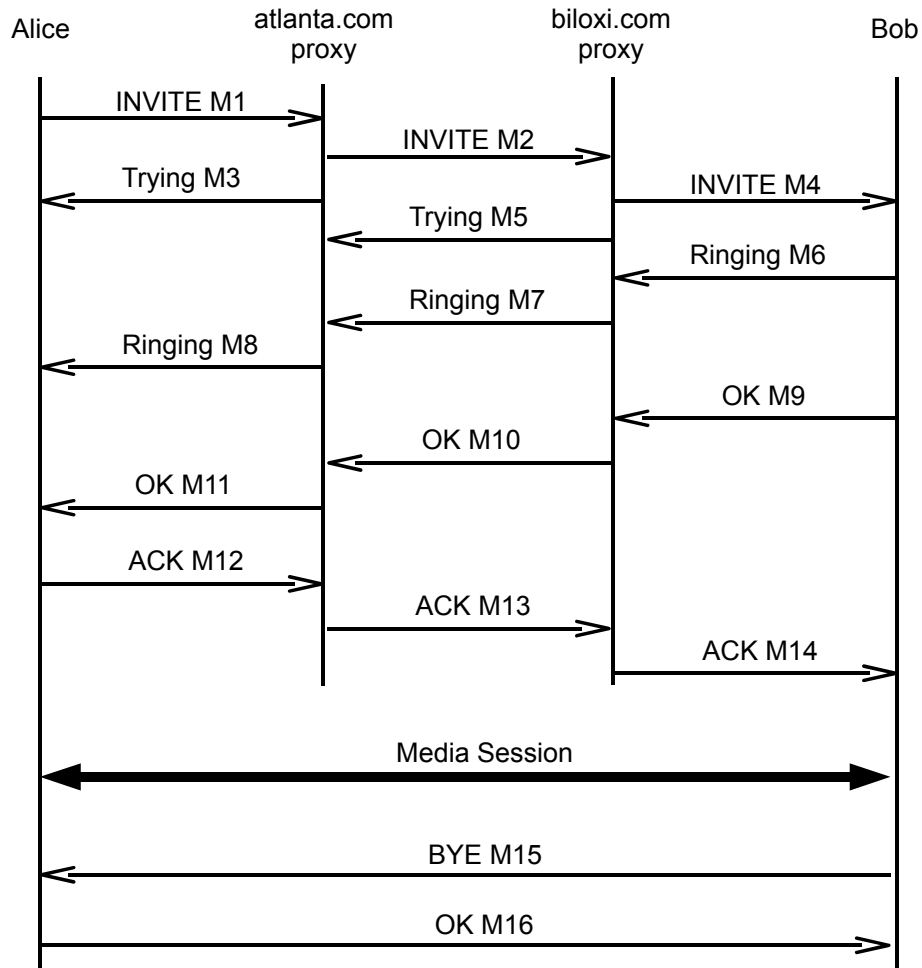 Alice
atlanta.com
proxy
biloxi.com
proxy
Bob
INVITE M1
INVITE M2
Trying M3
INVITE M4
Trying M5
Ringing M6
Ringing M7
Ringing M8
OK M9
OK M10
OK M11
ACK M12
ACK M13
ACK M14
Media Session
BYE M15
OK M16